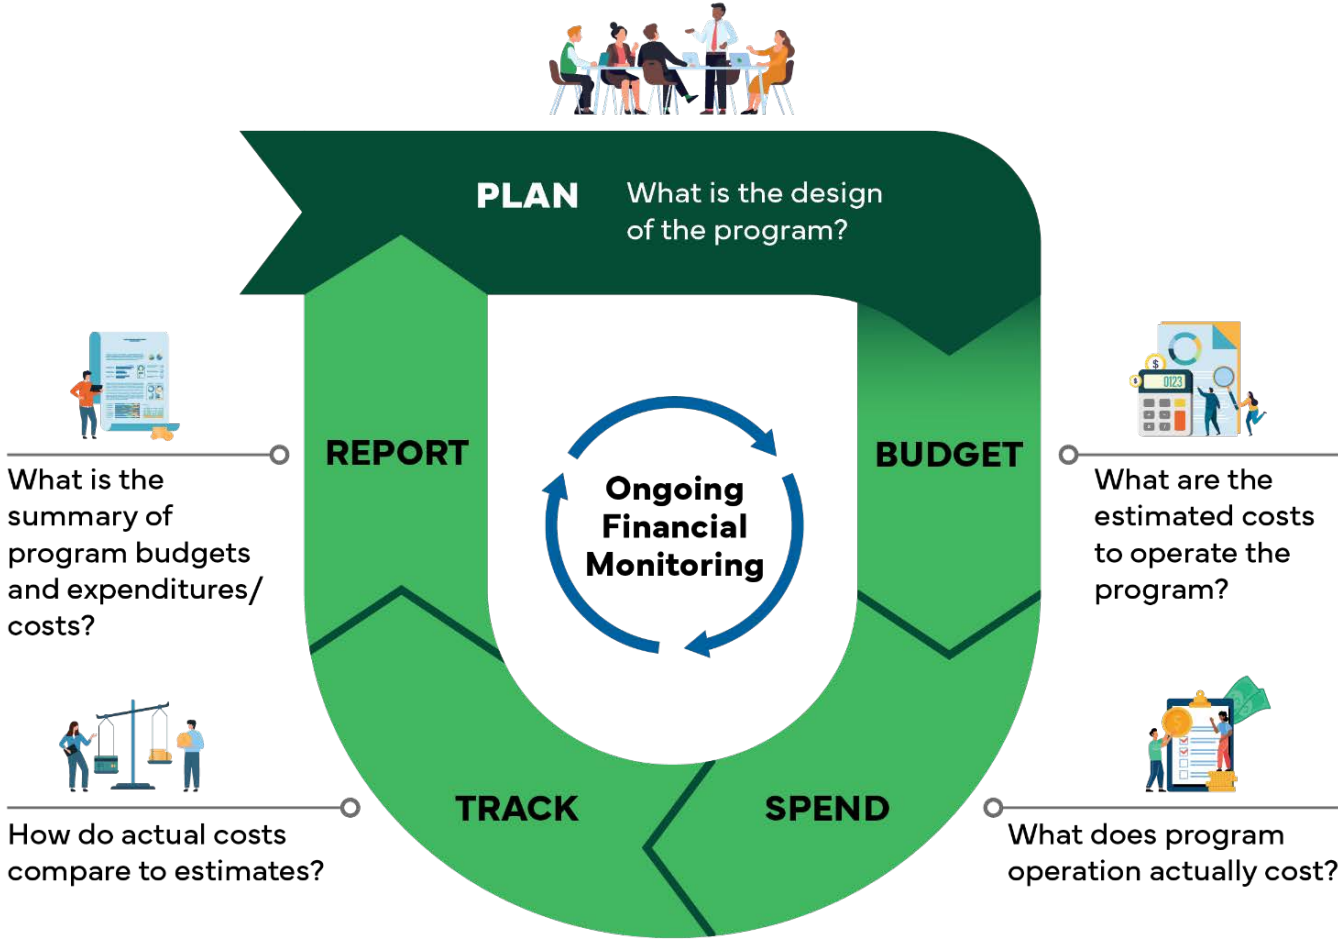 PLAN
What is the design
of the program?
BUDGET
What are the
estimated costs
to operate the
program?
SPEND
What does program
operation actually cost?
TRACK
How do actual costs
compare to estimates?
REPORT
What is the
summary of
program budgets
and expenditures/
costs?
Ongoing
Financial
Monitoring
$
$
0123